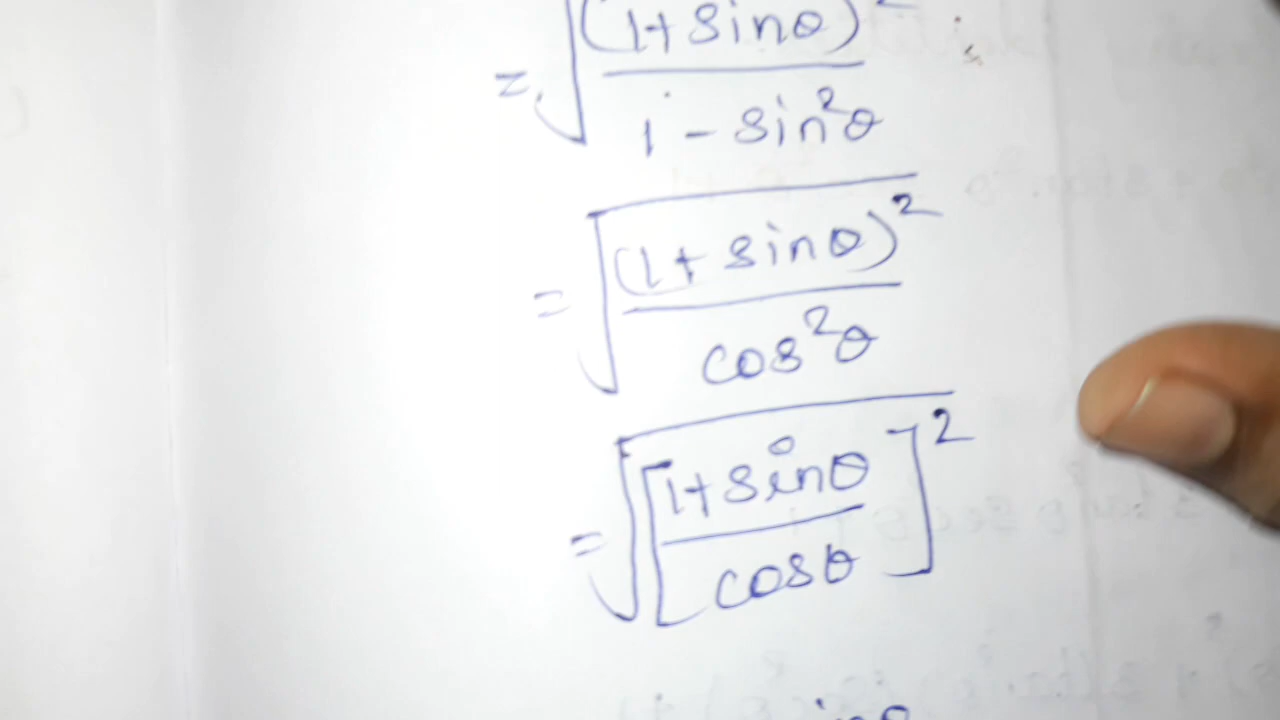 = √(1+sinθ)² / 1 - sin²θ
= √(1+sinθ)² / cos²θ
= √[1+sinθ / cosθ]²